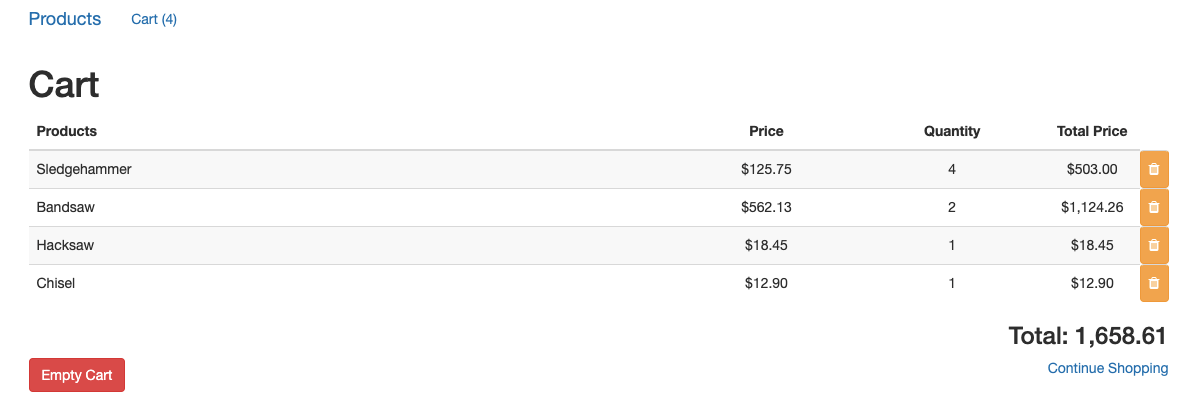 Products Cart (4)
Cart
Products Price Quantity Total Price
Sledgehammer $125.75 4 $503.00
Bandsaw $562.13 2 $1,124.26
Hacksaw $18.45 1 $18.45
Chisel $12.90 1 $12.90
Total: 1,658.61
Continue Shopping
Empty Cart